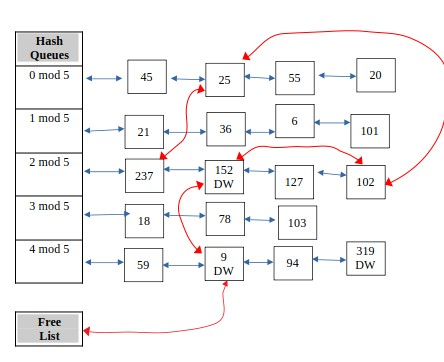 Hash
Queues
0 mod 5
45
25
55
20
1 mod 5
21
36
6
101
2 mod 5
237
152
DW
127
102
3 mod 5
18
78
103
4 mod 5
59
9
DW
94
319
DW
Free
List